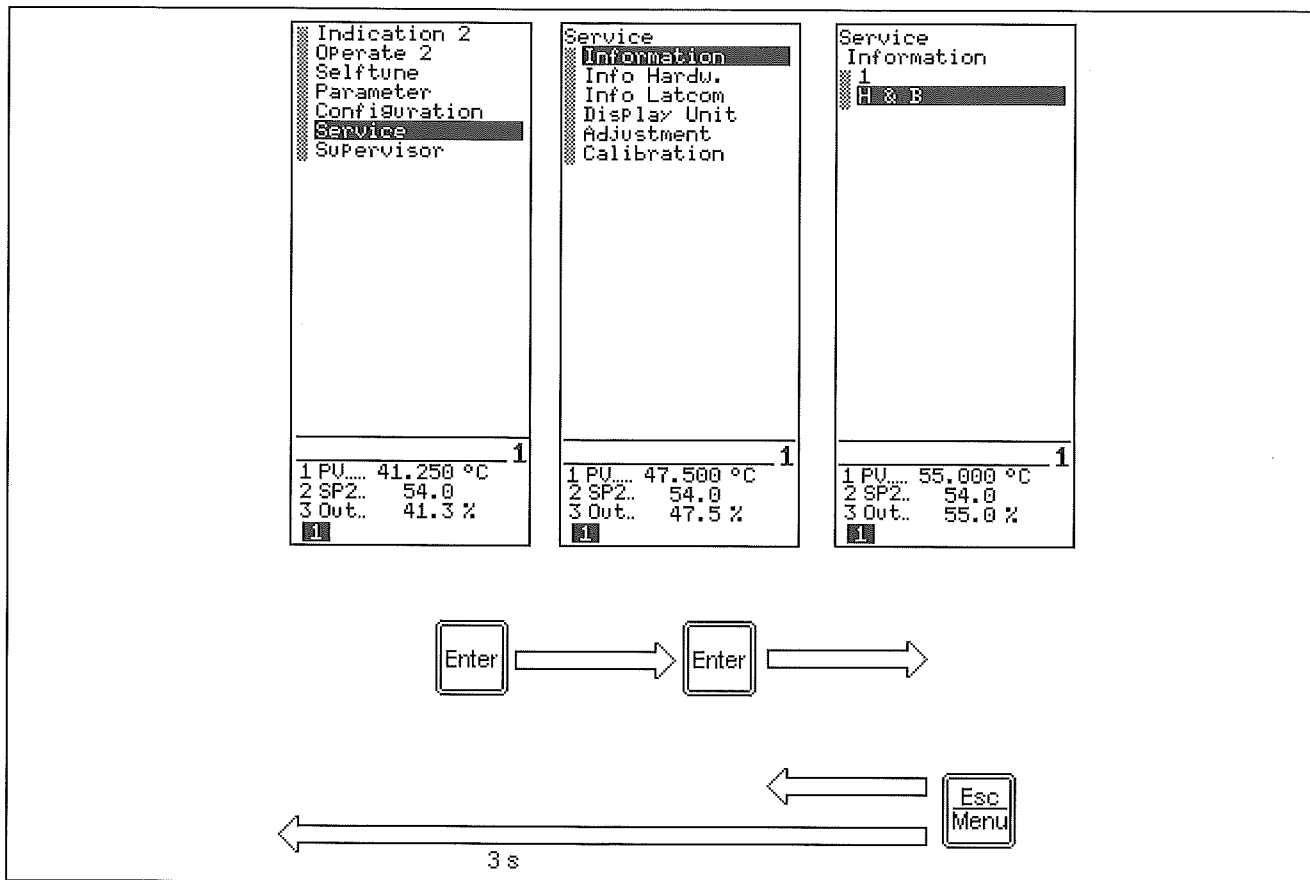 Indication 2
Operate 2
Selftune
Parameter
Configuration
Service
Supervisor
1
1 PV..... 41.250 °C
2 SP2.. 54.0
3 Out.. 41.3 %
1
Service
Information
Info Hardw.
Info Latcom
Display Unit
Adjustment
Calibration
1
1 PV..... 47.500 °C
2 SP2.. 54.0
3 Out.. 47.5 %
1
Service
Information
1
H & B
1
1 PV..... 55.000 °C
2 SP2.. 54.0
3 Out.. 55.0 %
1
Enter
Enter
Esc
Menu
3 s